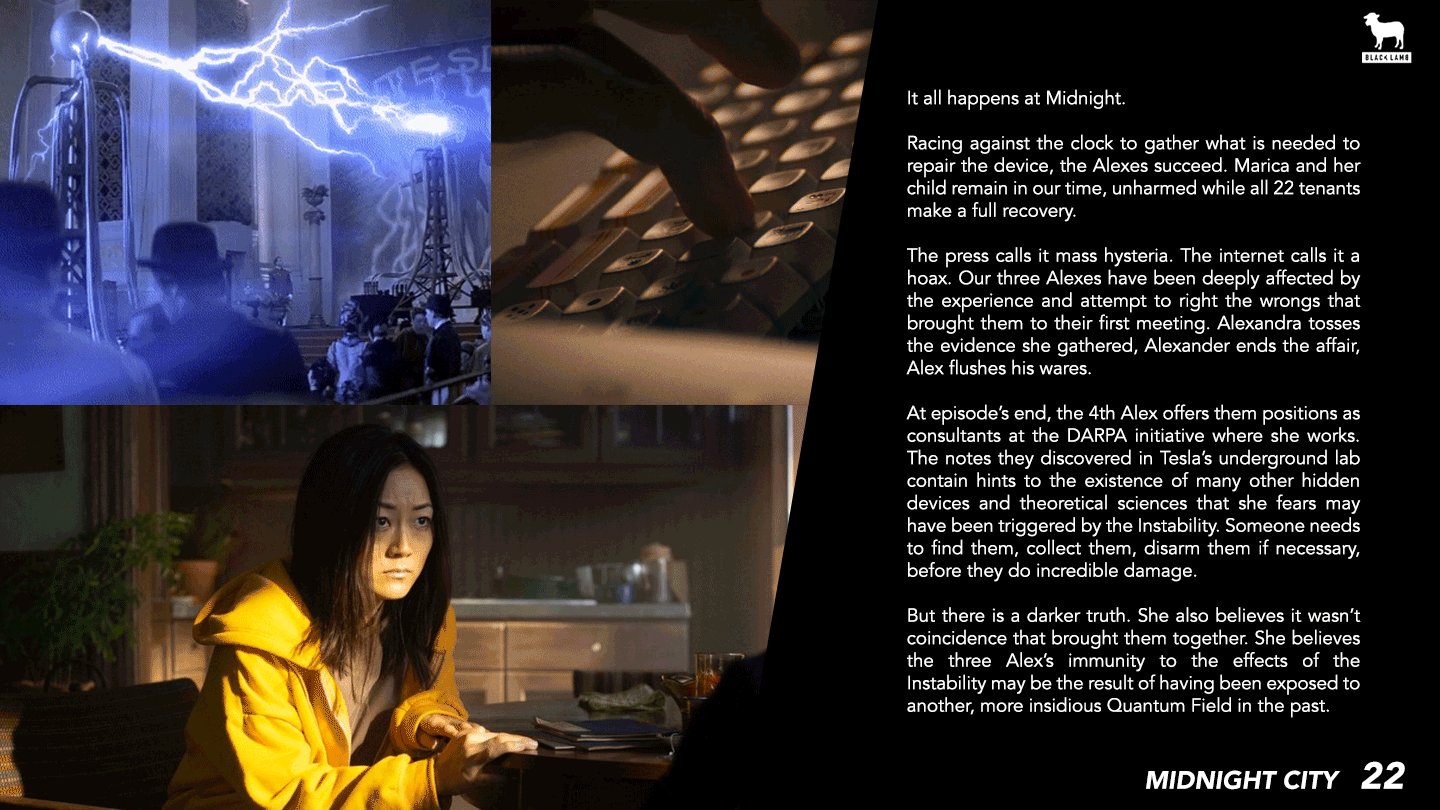 TESL
BLACK LAMB
It all happens at Midnight.
Racing against the clock to gather what is needed to
repair the device, the Alexes succeed. Marica and her
child remain in our time, unharmed while all 22 tenants
make a full recovery.
The press calls it mass hysteria. The internet calls it a
hoax. Our three Alexes have been deeply affected by
the experience and attempt to right the wrongs that
brought them to their first meeting. Alexandra tosses
the evidence she gathered, Alexander ends the affair,
Alex flushes his wares.
At episode’s end, the 4th Alex offers them positions as
consultants at the DARPA initiative where she works.
The notes they discovered in Tesla’s underground lab
contain hints to the existence of many other hidden
devices and theoretical sciences that she fears may
have been triggered by the Instability. Someone needs
to find them, collect them, disarm them if necessary,
before they do incredible damage.
But there is a darker truth. She also believes it wasn’t
coincidence that brought them together. She believes
the three Alex’s immunity to the effects of the
Instability may be the result of having been exposed to
another, more insidious Quantum Field in the past.
MIDNIGHT CITY 22